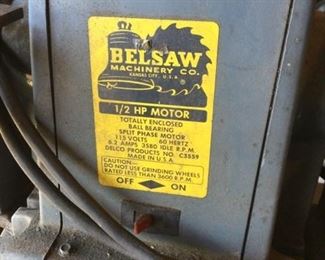 BELSAW
MACHINERY CO.
KANSAS CITY, U.S.A.
1/2 HP MOTOR
TOTALLY ENCLOSED
BALL BEARING
SPLIT PHASE MOTOR
115 VOLTS 60 HERTZ
6.2 AMPS 3580 IDLE R.P.M.
DELCO PRODUCTS NO C3559
MADE IN U.S.A
CAUTION—
DO NOT USE GRINDING WHEELS
RATED LESS THAN 3600 R.P.M.
OFF ON